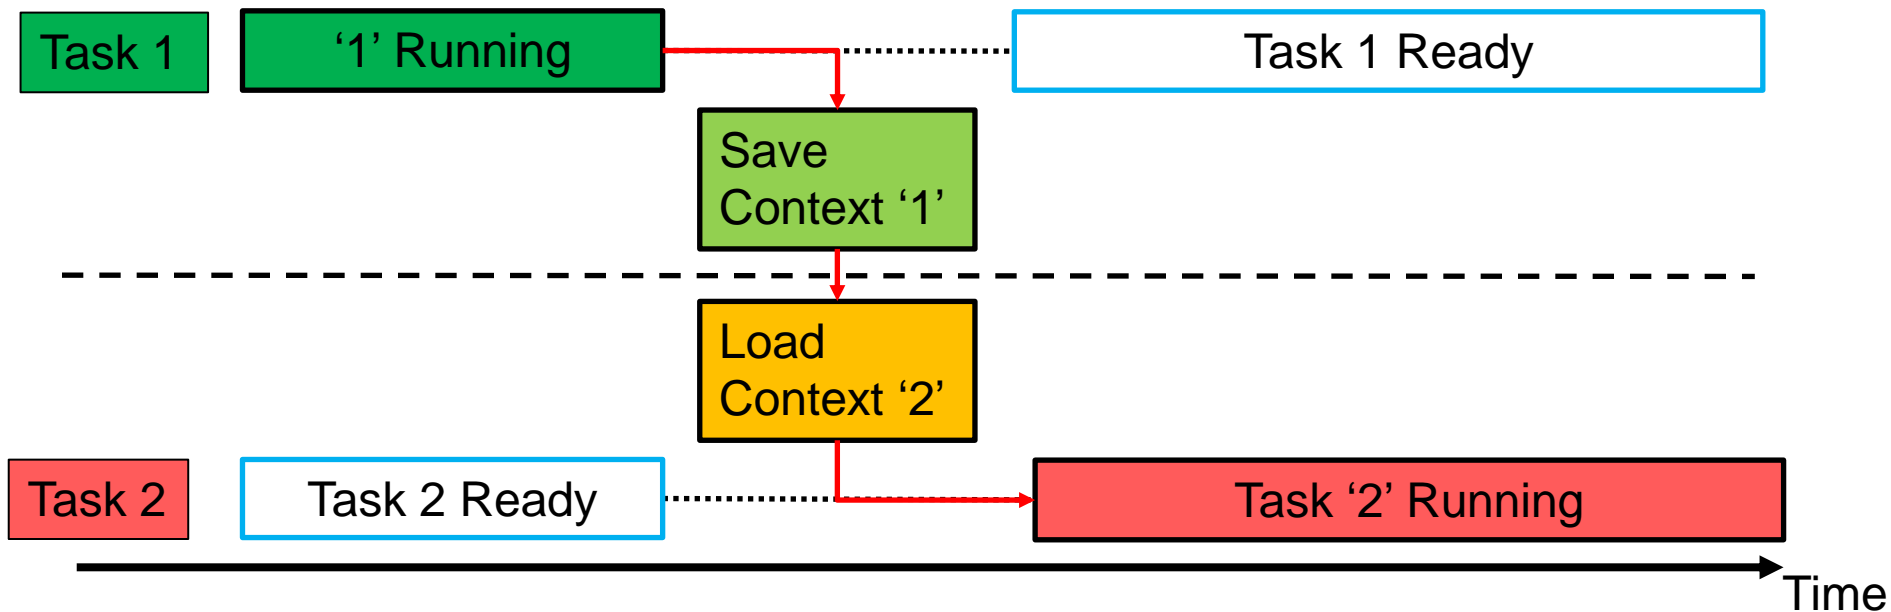 Task 1
‘1’ Running
Task 1 Ready
Save
Context ‘1’
Load
Context ‘2’
Task 2
Task 2 Ready
Task ‘2’ Running
Time